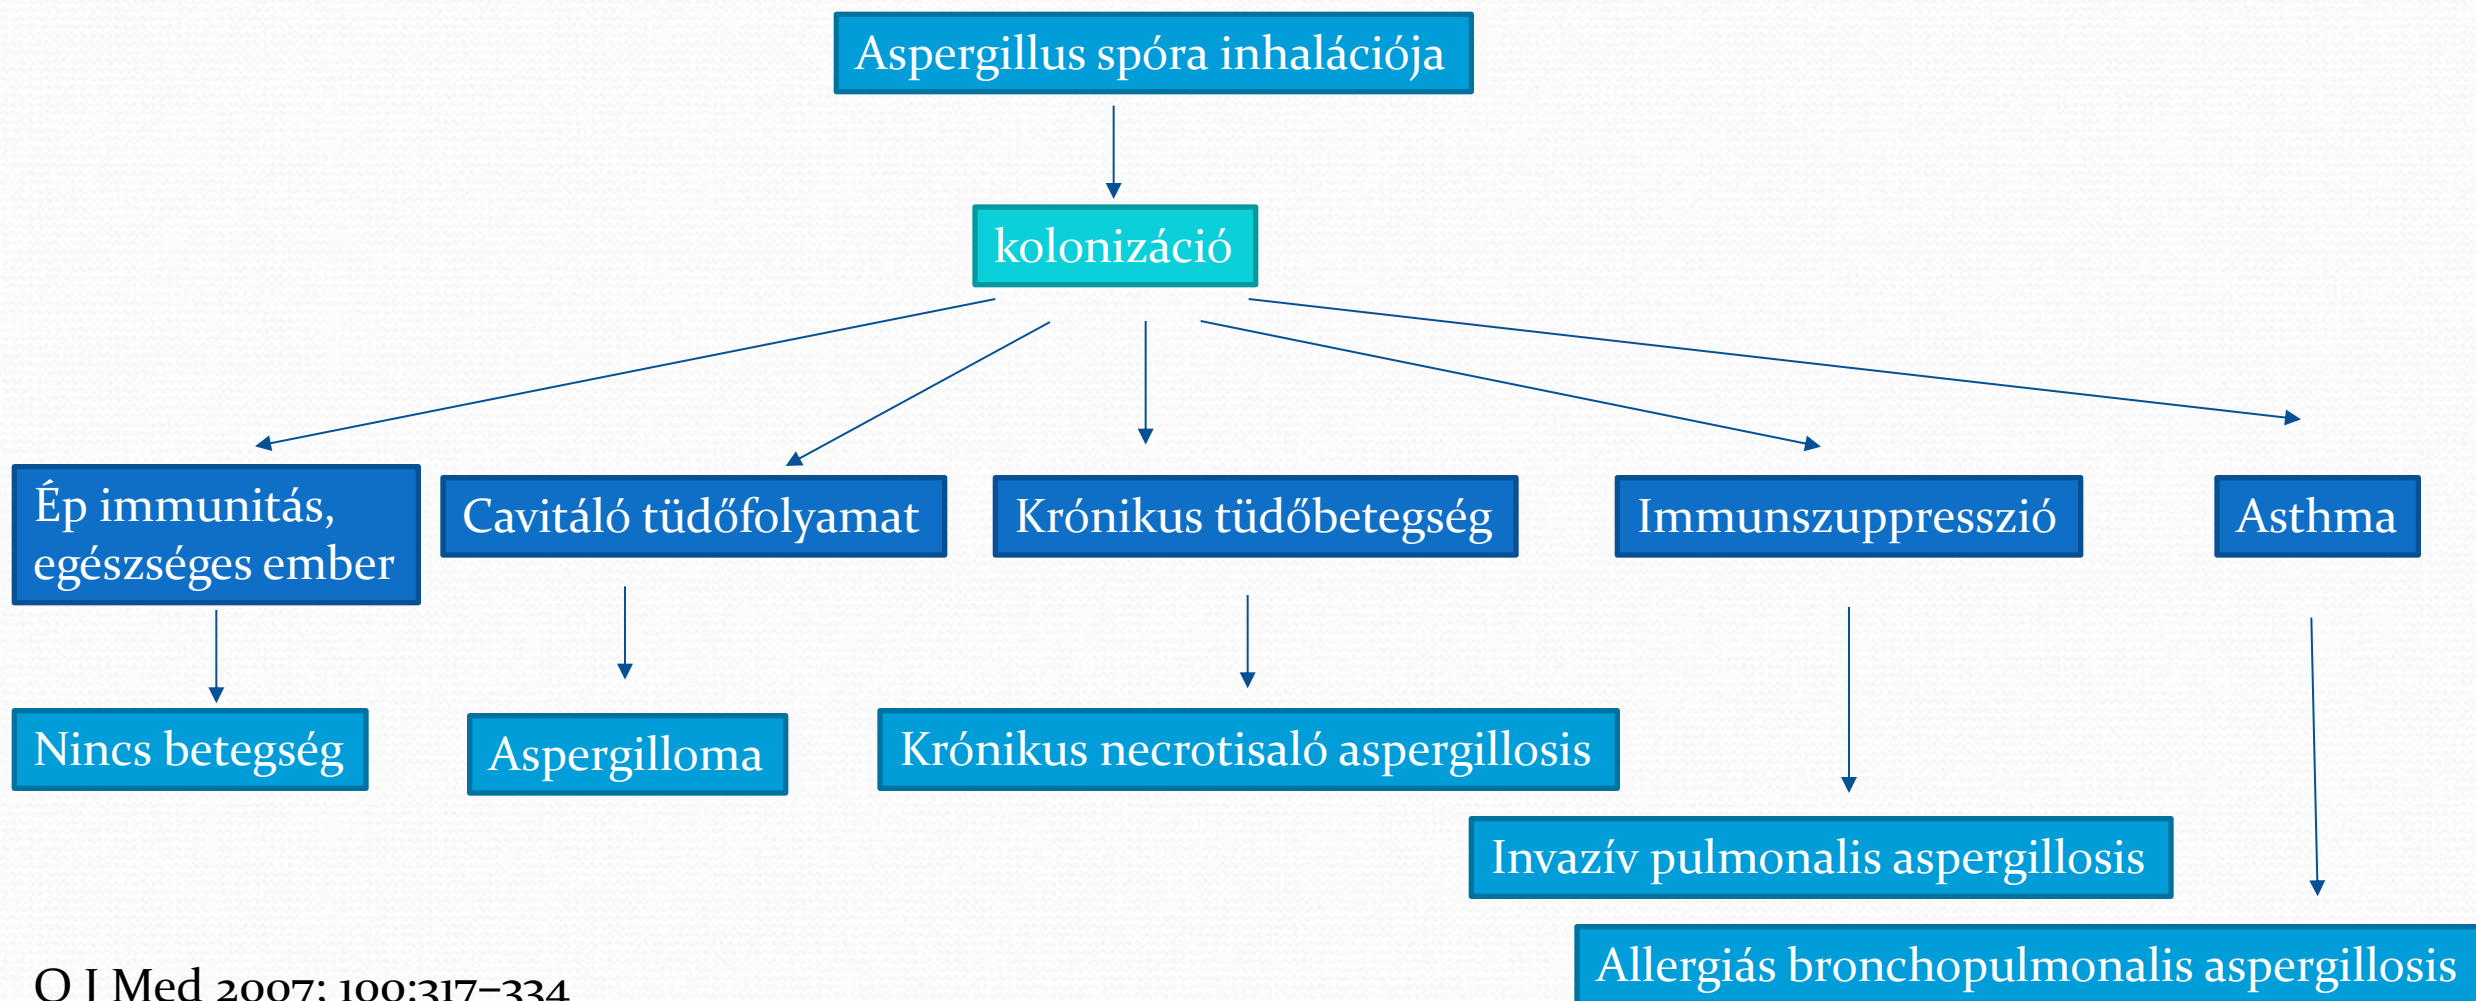 Aspergillus spóra inhalációja
kolonizáció
Ép immunitás,
egészséges ember
Cavitáló tüdőfolyamat
Krónikus tüdőbetegség
Immunszuppresszió
Asthma
Nincs betegség
Aspergilloma
Krónikus necrotisaló aspergillosis
Invazív pulmonalis aspergillosis
Allergiás bronchopulmonalis aspergillosis
Q J Med 2007; 100:317–334